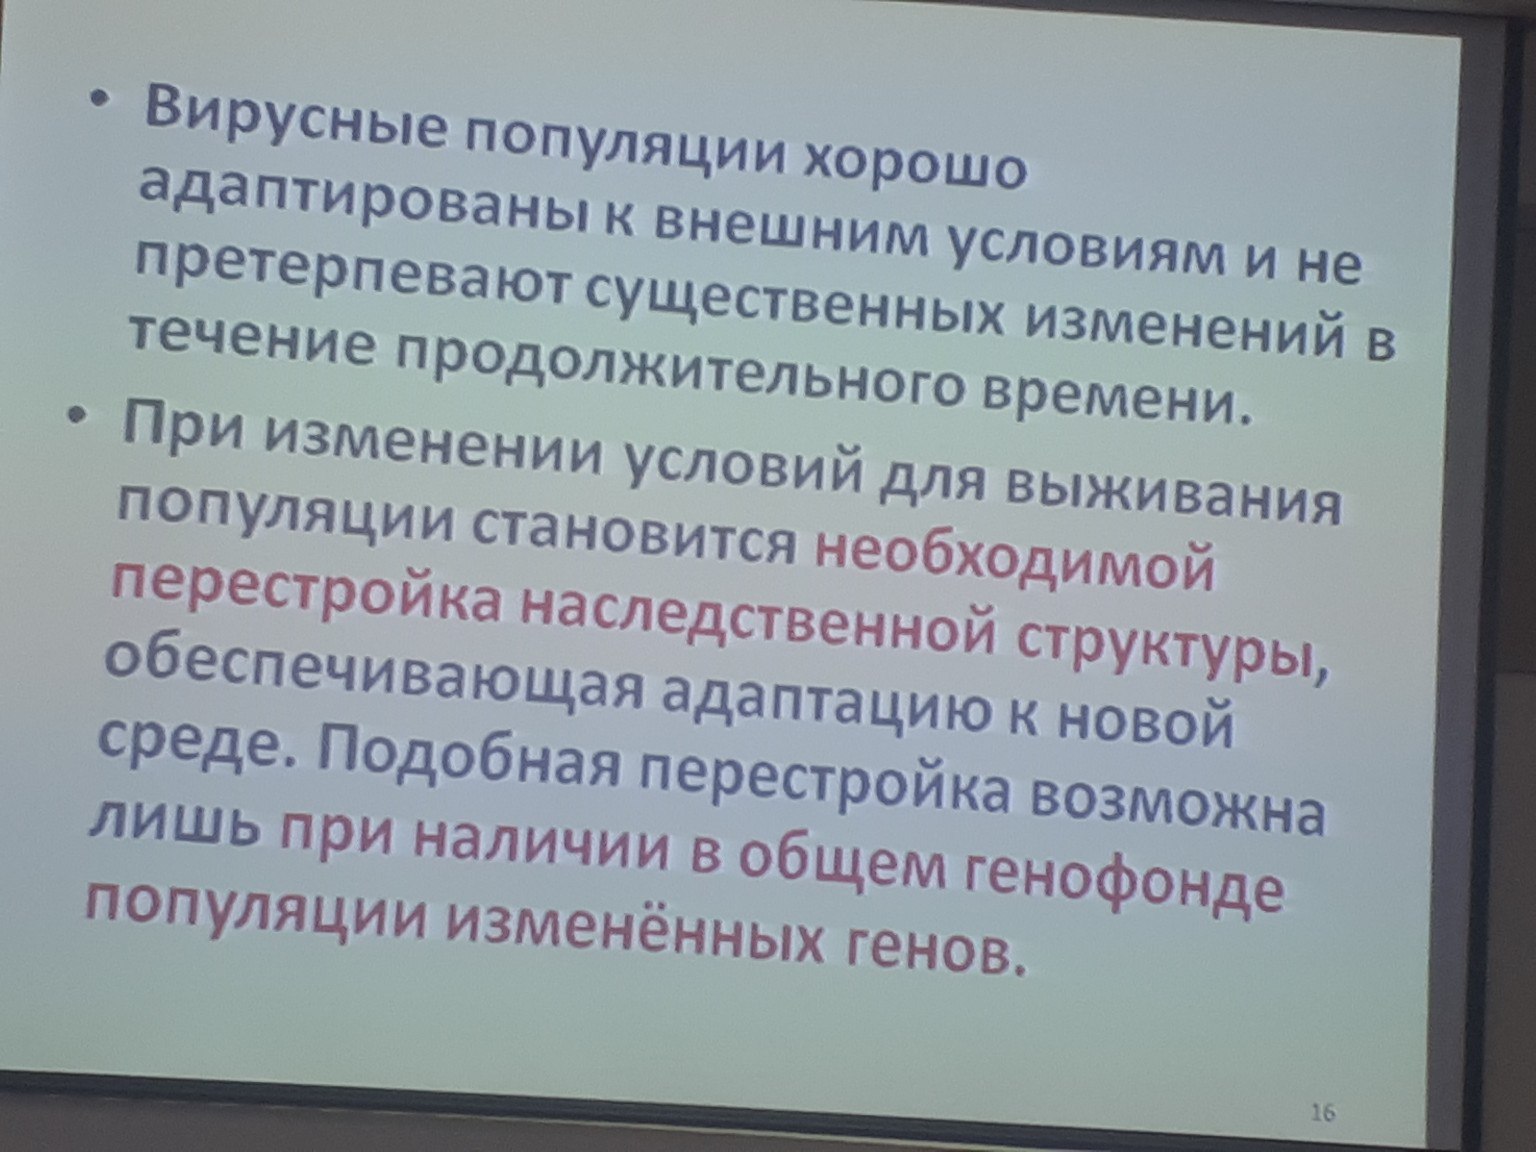 • Вирусные популяции хорошо
адаптированы к внешним условиям и не
претерпевают существенных изменений в
течение продолжительного времени.
• При изменении условий для выживания
популяции становится необходимой
перестройка наследственной структуры,
обеспечивающая адаптацию к новой
среде. Подобная перестройка возможна
лишь при наличии в общем генофонде
популяции изменённых генов.
16